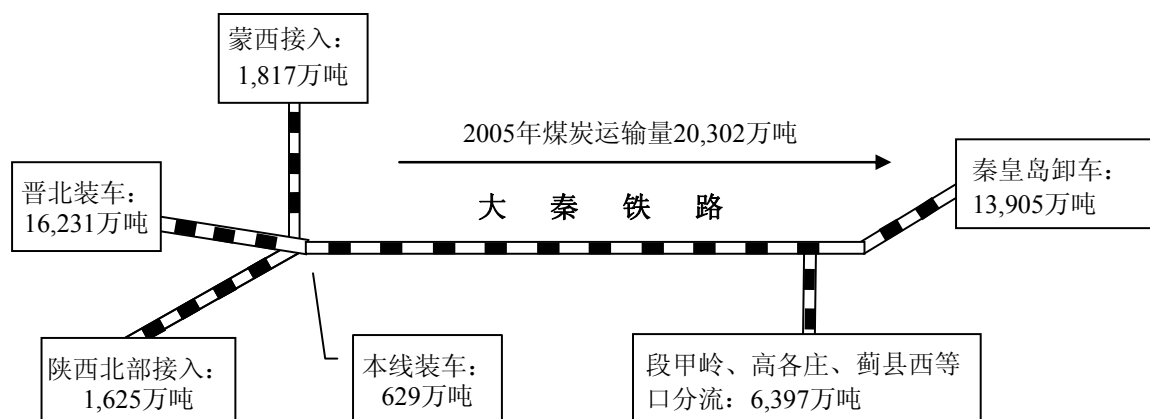 蒙西接入：
1,817万吨
2005年煤炭运输量20,302万吨
秦皇岛卸车：
13,905万吨
晋北装车：
16,231万吨
大 秦 铁 路
陕西北部接入：
1,625万吨
本线装车：
629万吨
段甲岭、高各庄、蓟县西等
口分流：6,397万吨